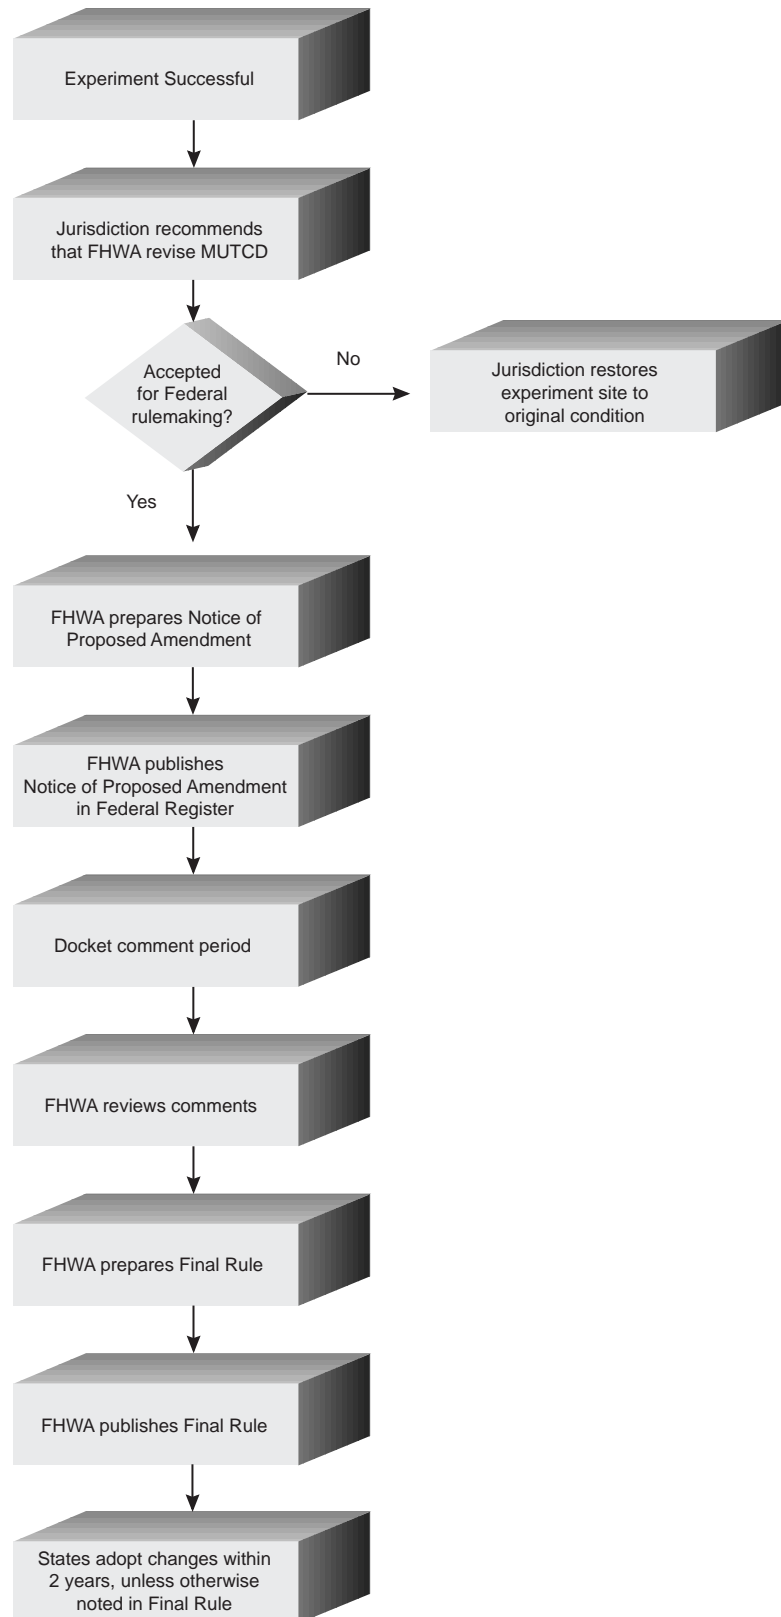 Experiment Successful
Jurisdiction recommends
that FHWA revise MUTCD
Accepted
for Federal
rulemaking?
No
Jurisdiction restores
experiment site to
original condition
Yes
FHWA prepares Notice of
Proposed Amendment
FHWA publishes
Notice of Proposed Amendment
in Federal Register
Docket comment period
FHWA reviews comments
FHWA prepares Final Rule
FHWA publishes Final Rule
States adopt changes within
2 years, unless otherwise
noted in Final Rule